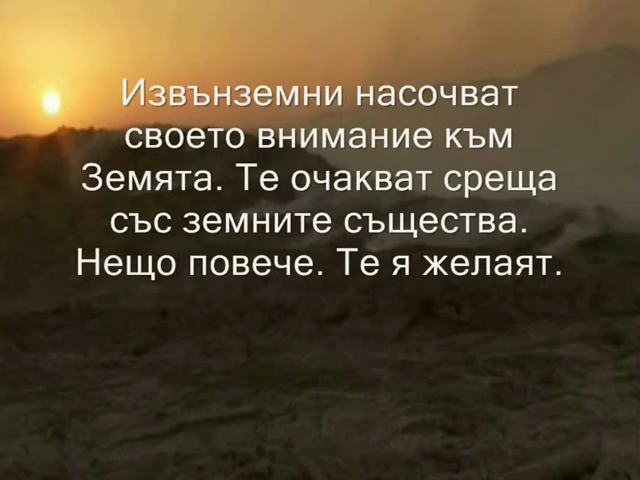 Извънземни насочват
своето внимание към
Земята. Те очакват среща
със земните същества.
Нещо повече. Те я желаят.